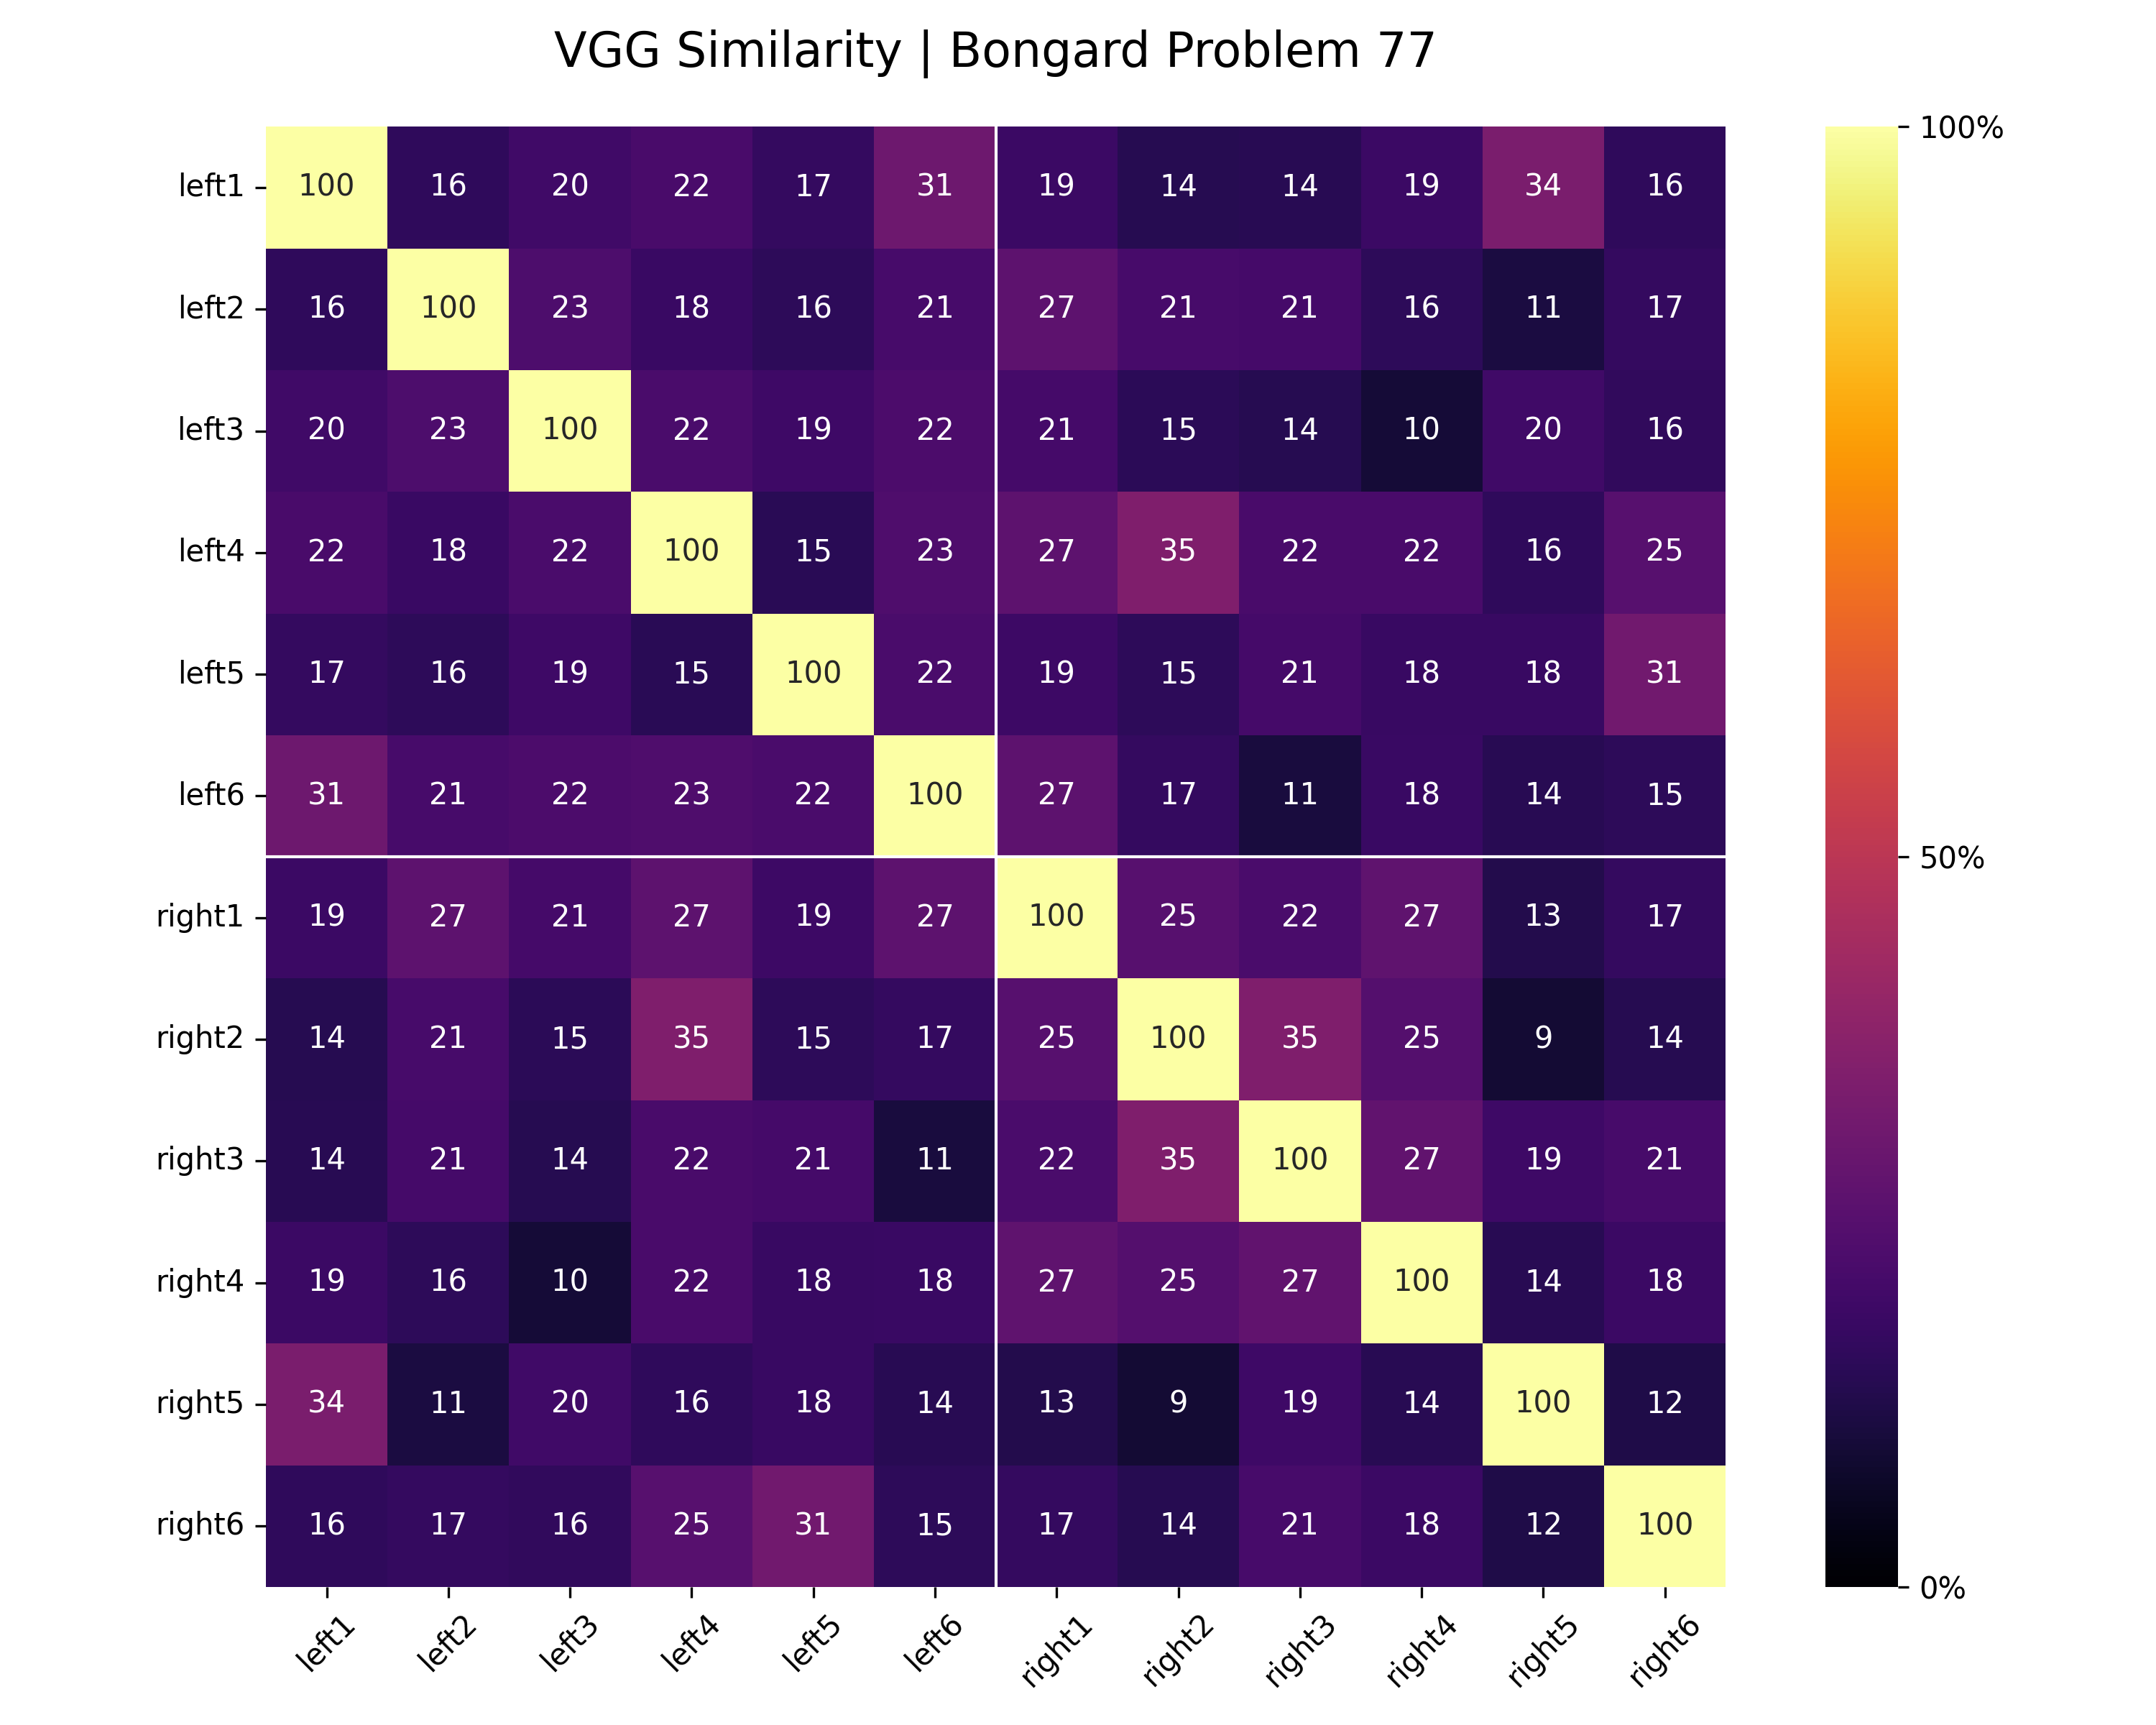 VGG Similarity | Bongard Problem 77
left1 100 16 20 22 17 31 19 14 14 19 34 16
left2 16 100 23 18 16 21 27 21 21 16 11 17
left3 20 23 100 22 19 22 21 15 14 10 20 16
left4 22 18 22 100 15 23 27 35 22 22 16 25
left5 17 16 19 15 100 22 19 15 21 18 18 31
left6 31 21 22 23 22 100 27 17 11 18 14 15
right1 19 27 21 27 19 27 100 25 22 27 13 17
right2 14 21 15 35 15 17 25 100 35 25 9 14
right3 14 21 14 22 21 11 22 35 100 27 19 21
right4 19 16 10 22 18 18 27 25 27 100 14 18
right5 34 11 20 16 18 14 13 9 19 14 100 12
right6 16 17 16 25 31 15 17 14 21 18 12 100
left1 left2 left3 left4 left5 left6 right1 right2 right3 right4 right5 right6
100%
50%
0%